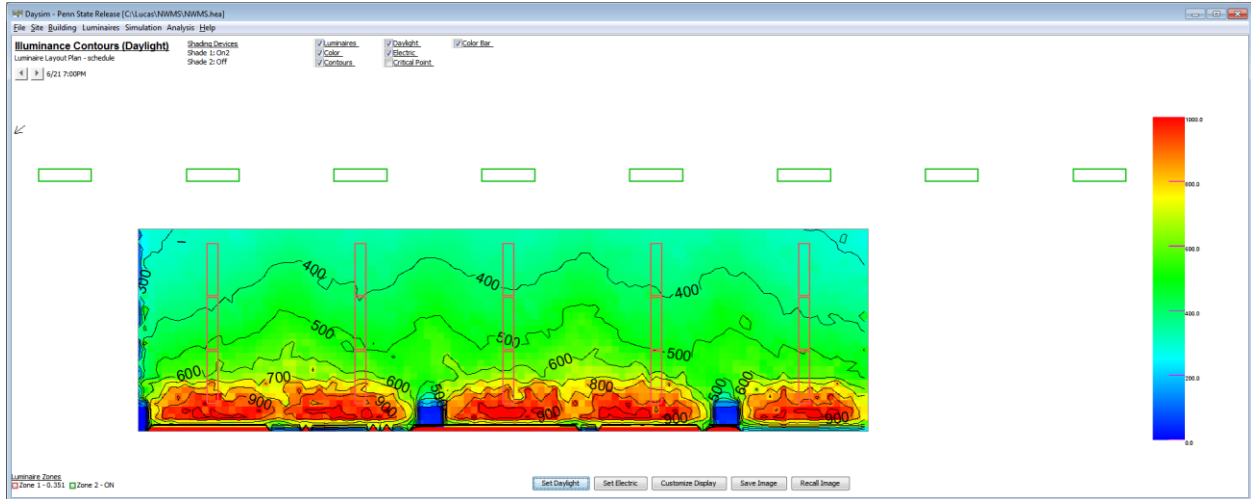 Daysim - Penn State Release [C:\Lucas\NWMS\NWMS.hea]
File Site Building Luminaires Simulation Analysis Help
Illuminance Contours (Daylight)
Luminaire Layout Plan - schedule
6/21 7:00PM
Shading Devices
Shade 1: On2
Shade 2: Off
Luminaires Daylight Color Bar
Color Electric
Contours Critical Point
1000.0
800.0
600.0
400.0
200.0
0.0
300
400
400
400
500
500
500
600
700
600
600
800
500
500
600
900
900
900
900
900
Luminaire Zones
Zone 1 - 0.351 Zone 2 - ON
Set Daylight Set Electric Customize Display Save Image Recall Image